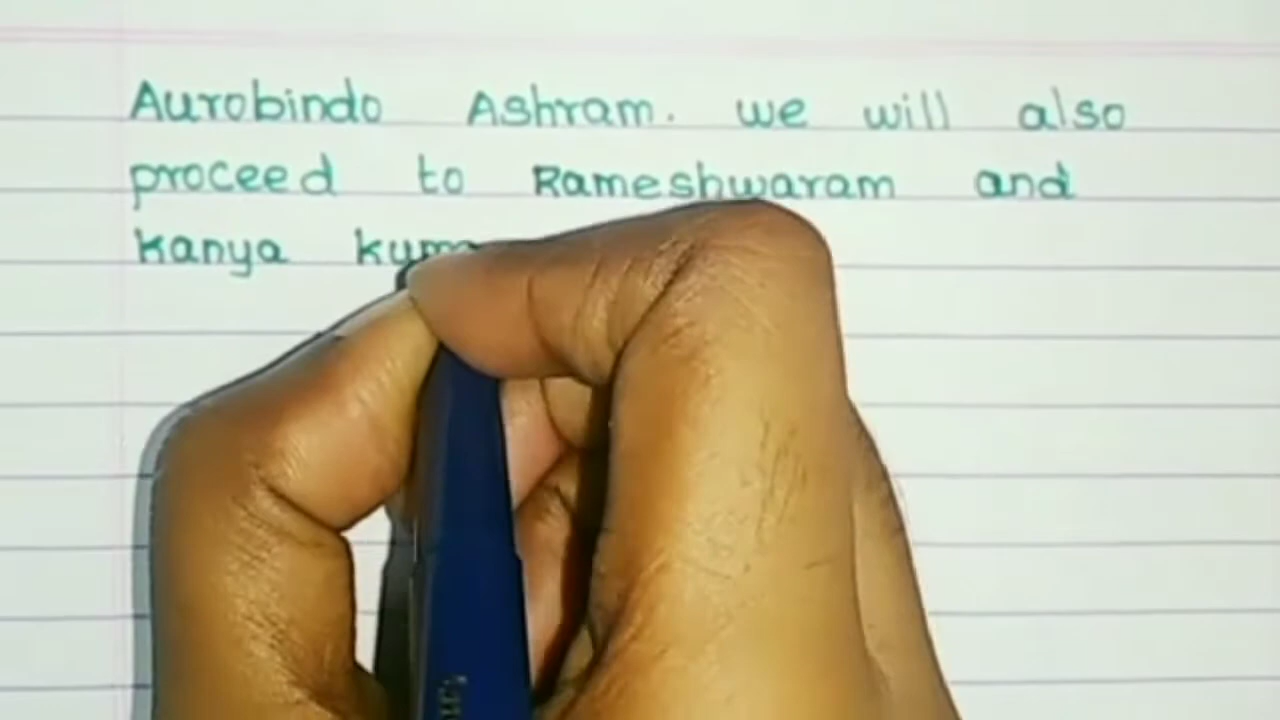 Aurobindo Ashram. we will also
proceed to Rameshwaram and
kanya